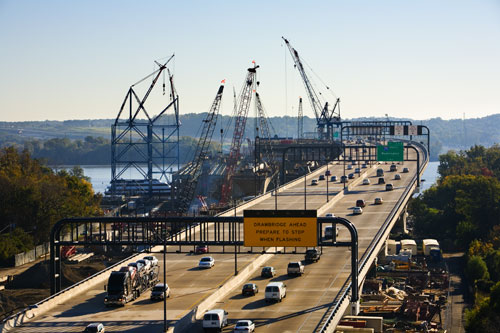 DRAWBRIDGE AHEAD
PREPARE TO STOP
WHEN FLASHING